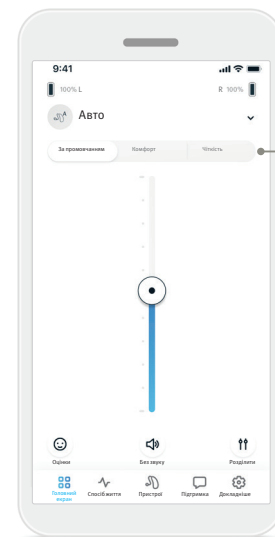 9:41
100% L
R 100%
A
Авто
За промовчанням
Комфорт
Чіткість
Оцінки
Без звуку
Розділити
Головний екран
Спосіб життя
Пристрої
Підтримка
Докладніше